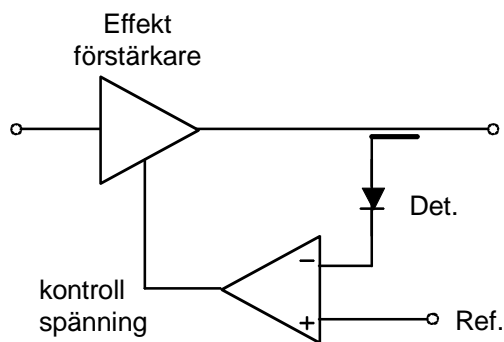 Effekt
förstärkare
Det.
−
kontroll
spänning
+
Ref.